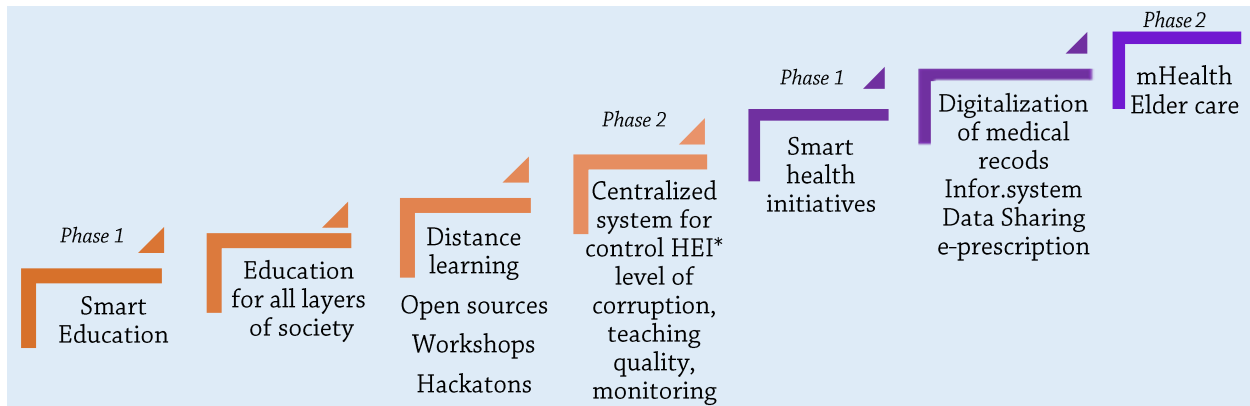 Phase 1
Smart
Education
Education
for all layers
of society
Distance
learning
Open sources
Workshops
Hackatons
Phase 2
Centralized
system for
control HEI*
level of
corruption,
teaching
quality,
monitoring
Phase 1
Smart
health
initiatives
Digitalization
of medical
recods
Infor.system
Data Sharing
e-prescription
Phase 2
mHealth
Elder care